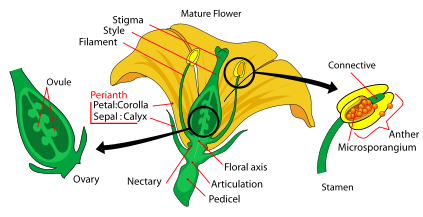 Mature Flower
Stigma
Style
Filament
Connective
Ovule
Perianth
Petal:Corolla
Sepal : Calyx
Anther
Microsporangium
Floral axis
Ovary
Nectary
Articulation
Stamen
Pedicel